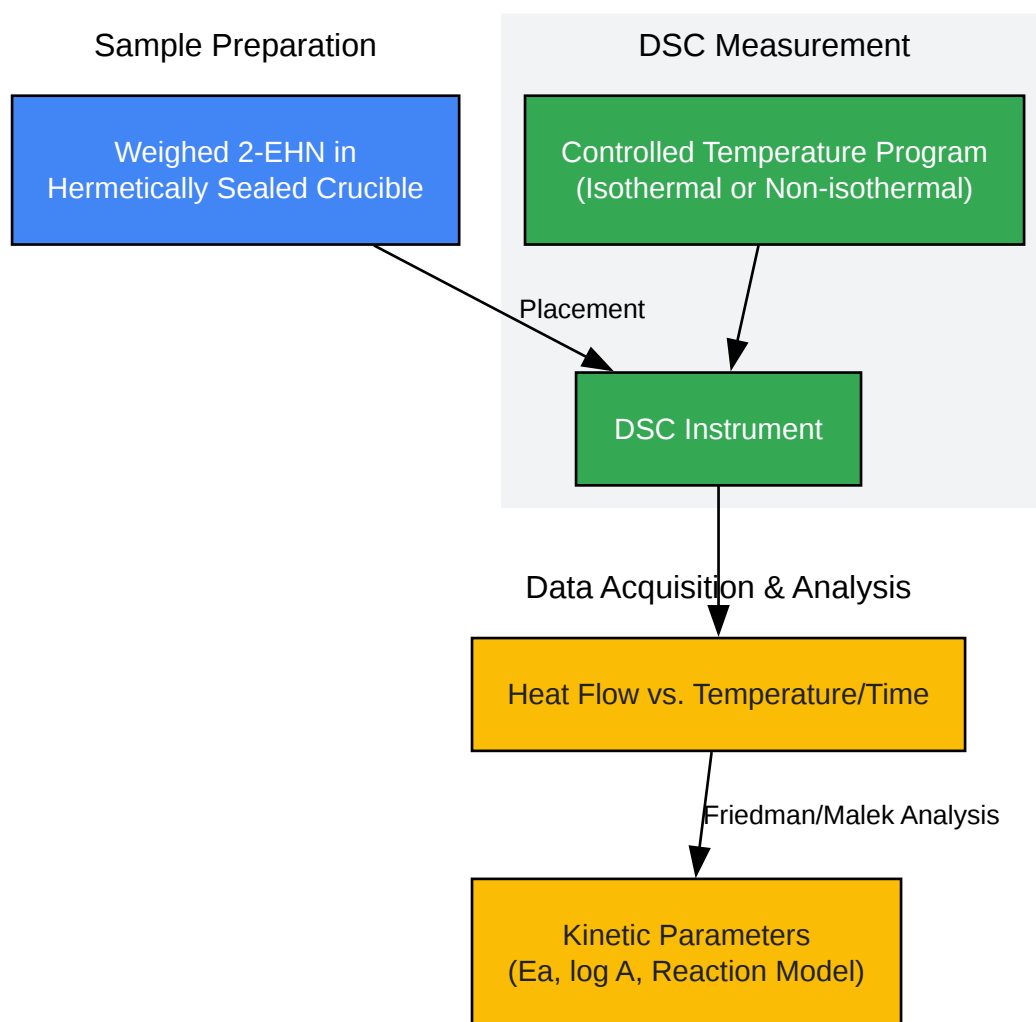 Sample Preparation
DSC Measurement
Weighed 2-EHN in
Hermetically Sealed Crucible
Controlled Temperature Program
(Isothermal or Non-isothermal)
Placement
DSC Instrument
Data Acquisition & Analysis
Heat Flow vs. Temperature/Time
Friedman/Malek Analysis
Kinetic Parameters
(Ea, log A, Reaction Model)